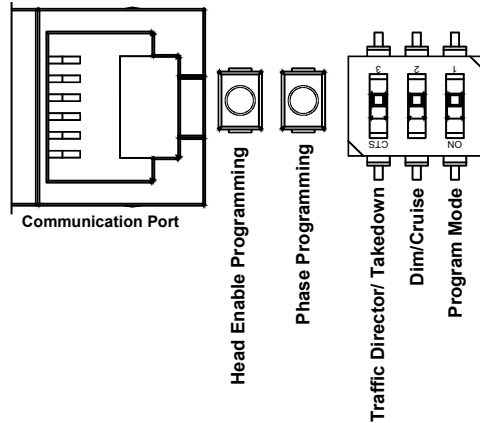 3 2 1
CTS ON
Communication Port
Head Enable Programming
Phase Programming
Traffic Director/ Takedown
Dim/Cruise
Program Mode